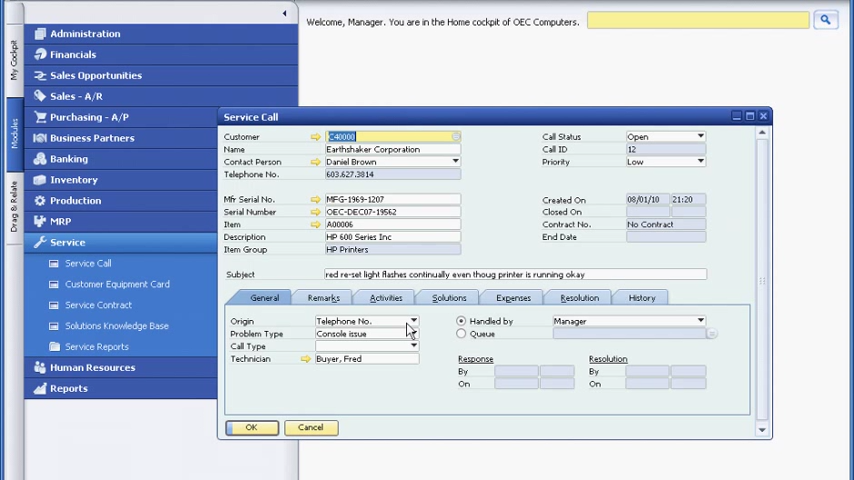 Welcome, Manager. You are in the Home cockpit of OEC Computers.
My Cockpit
Modules
Drag & Relate
Administration
Financials
Sales Opportunities
Sales - A/R
Purchasing - A/P
Business Partners
Banking
Inventory
Production
MRP
Service
Service Call
Customer Equipment Card
Service Contract
Solutions Knowledge Base
Service Reports
Human Resources
Reports
Service Call
Customer C40000 Call Status Open
Name Earthshaker Corporation Call ID 12
Contact Person Daniel Brown Priority Low
Telephone No. 603.627.3814
Mfr Serial No. MFG-1969-1207 Created On 08/01/10 21:20
Serial Number OEC-DEC07-19562 Closed On
Item A00006 Contract No. No Contract
Description HP 600 Series Inc End Date
Item Group HP Printers
Subject red re-set light flashes continually even thoug printer is running okay
General Remarks Activities Solutions Expenses Resolution History
Origin Telephone No. Handled by Manager
Problem Type Console issue Queue
Call Type
Technician Buyer, Fred Response Resolution
By By
On On
OK Cancel